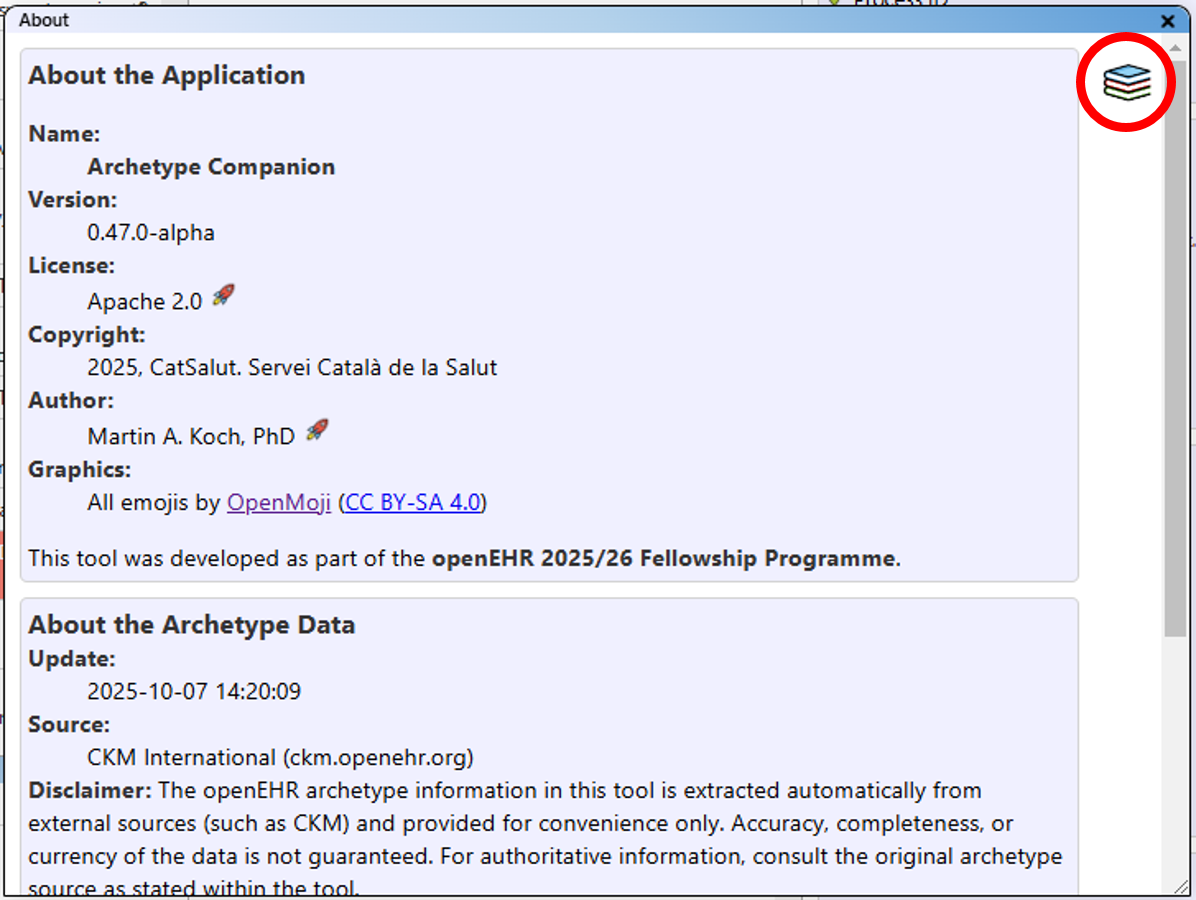 About
About the Application
Name:
Archetype Companion
Version:
0.47.0-alpha
License:
Apache 2.0
Copyright:
2025, CatSalut. Servei Català de la Salut
Author:
Martin A. Koch, PhD
Graphics:
All emojis by OpenMoji (CC BY-SA 4.0)
This tool was developed as part of the openEHR 2025/26 Fellowship Programme.
About the Archetype Data
Update:
2025-10-07 14:20:09
Source:
CKM International (ckm.openehr.org)
Disclaimer: The openEHR archetype information in this tool is extracted automatically from
external sources (such as CKM) and provided for convenience only. Accuracy, completeness, or
currency of the data is not guaranteed. For authoritative information, consult the original archetype
source as stated within the tool.